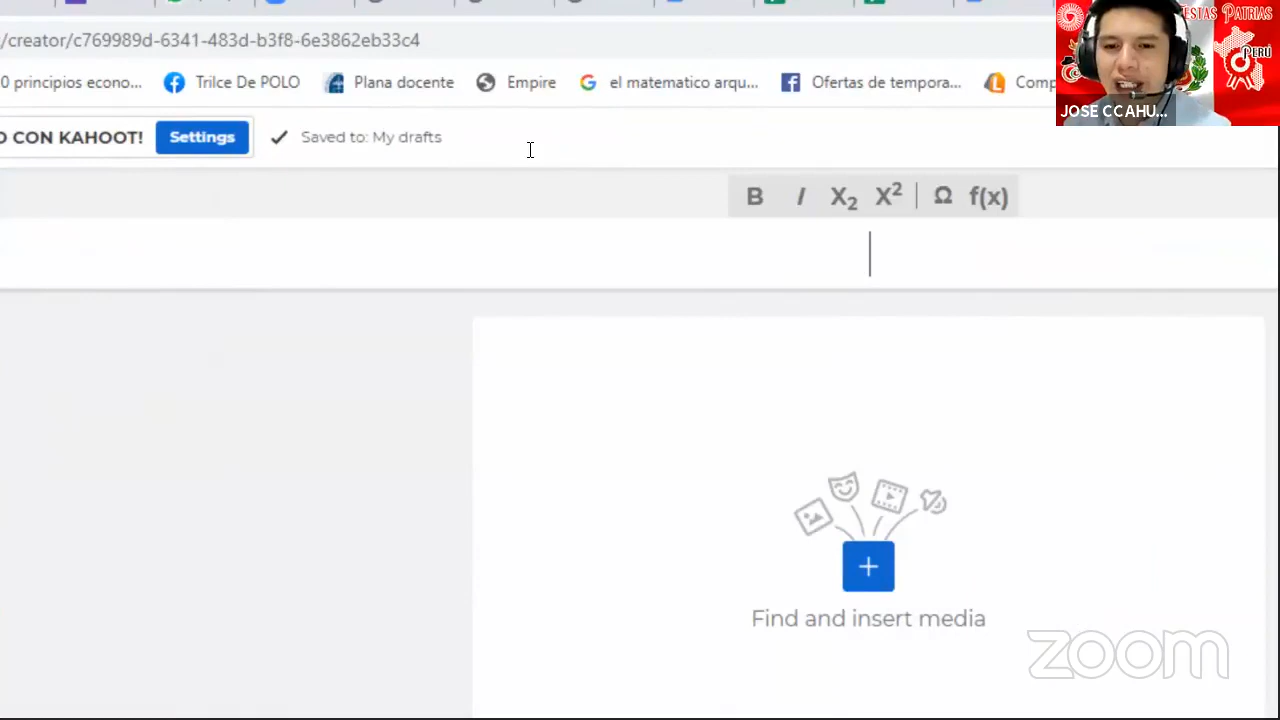 /creator/c769989d-6341-483d-b3f8-6e3862eb33c4
0 principios econo... Trilce De POLO Plana docente Empire el matematico arqu... Ofertas de tempora... Comp
O CON KAHOOT! Settings Saved to: My drafts
B I X2 X² Ω f(x)
Find and insert media
ESTAS PATRIAS
PERÚ
JOSE CCAHU...
zoom